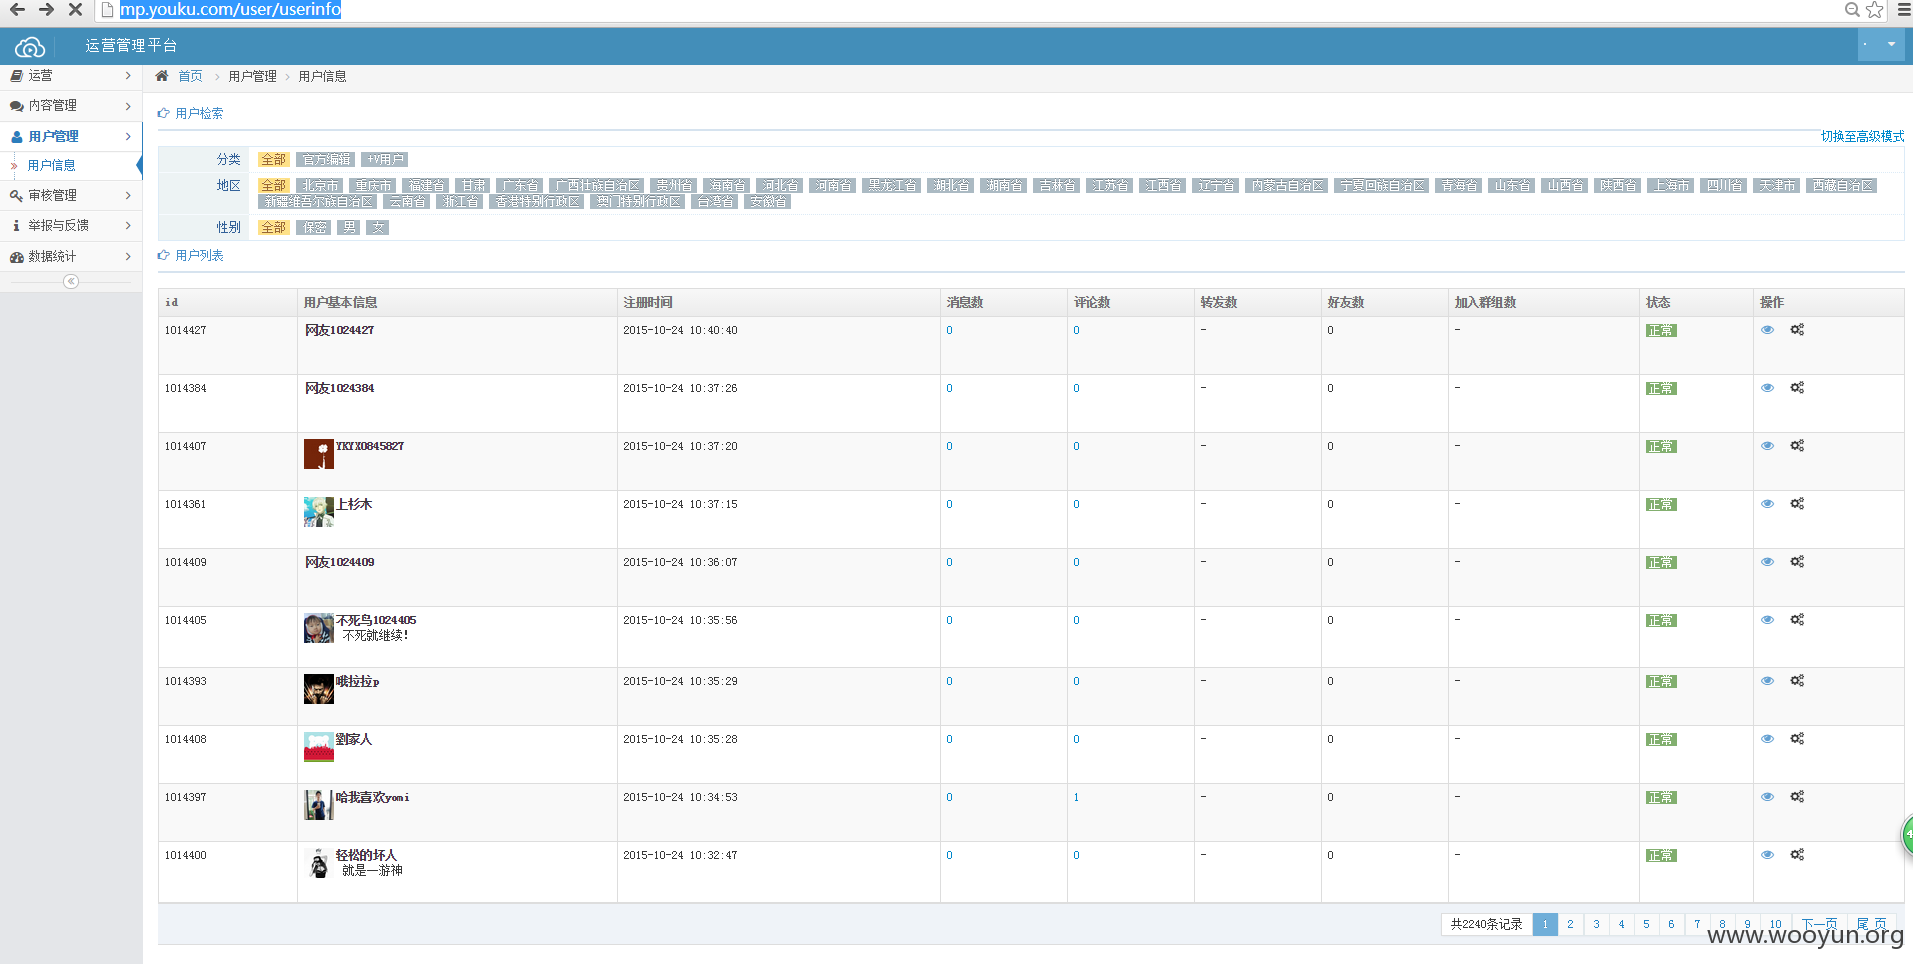 mp.youku.com/user/userinfo
运营管理平台
运营
首页 > 用户管理 > 用户信息
内容管理
用户管理
用户信息
审核管理
举报与反馈
数据统计
用户检索
切换至高级模式
分类 全部 官方编辑 +V用户
地区 全部 北京市 重庆市 福建省 甘肃 广东省 广西壮族自治区 贵州省 海南省 河北省 河南省 黑龙江省 湖北省 湖南省 吉林省 江苏省 江西省 辽宁省 内蒙古自治区 宁夏回族自治区 青海省 山东省 山西省 陕西省 上海市 四川省 天津市 西藏自治区
新疆维吾尔族自治区 云南省 浙江省 香港特别行政区 澳门特别行政区 台湾省 安徽省
性别 全部 保密 男 女
用户列表
id 用户基本信息 注册时间 消息数 评论数 转发数 好友数 加入群组数 状态 操作
1014427 网友1024427 2015-10-24 10:40:40 0 0 - 0 - 正常
1014384 网友1024384 2015-10-24 10:37:26 0 0 - 0 - 正常
1014407 YKYX0845827 2015-10-24 10:37:20 0 0 - 0 - 正常
1014361 上杉木 2015-10-24 10:37:15 0 0 - 0 - 正常
1014409 网友1024409 2015-10-24 10:36:07 0 0 - 0 - 正常
1014405 不死鸟1024405 2015-10-24 10:35:56 0 0 - 0 - 正常
不死就继续！
1014393 哦拉拉p 2015-10-24 10:35:29 0 0 - 0 - 正常
1014408 劉家人 2015-10-24 10:35:28 0 0 - 0 - 正常
1014397 哈我喜欢yomi 2015-10-24 10:34:53 0 1 - 0 - 正常
1014400 轻松的坏人 2015-10-24 10:32:47 0 0 - 0 - 正常
就是一游神
共2240条记录 1 2 3 4 5 6 7 8 9 10 下一页 尾 页
www.wooyun.org